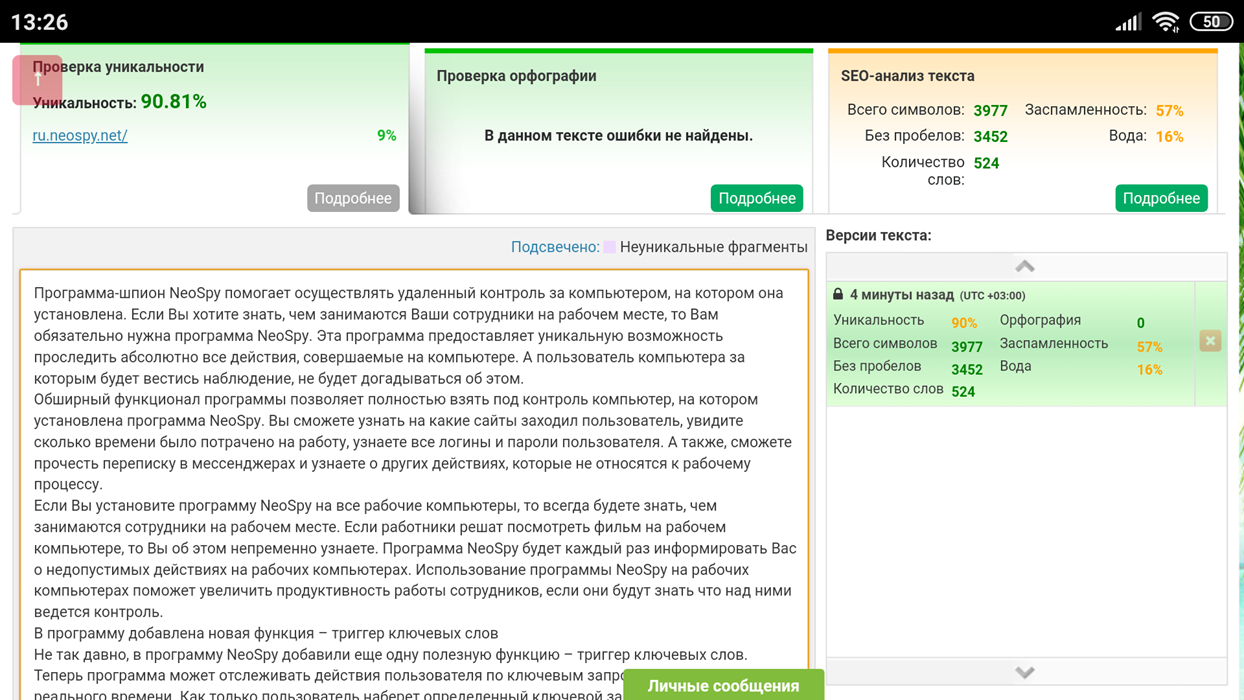 13:26
50
Проверка уникальности
Уникальность: 90.81%
ru.neospy.net/ 9%
Подробнее
Проверка орфографии
В данном тексте ошибки не найдены.
Подробнее
SEO-анализ текста
Всего символов: 3977 Заспамленность: 57%
Без пробелов: 3452 Вода: 16%
Количество слов: 524
Подробнее
Подсвечено: Неуникальные фрагменты
Программа-шпион NeoSpy помогает осуществлять удаленный контроль за компьютером, на котором она
установлена. Если Вы хотите знать, чем занимаются Ваши сотрудники на рабочем месте, то Вам
обязательно нужна программа NeoSpy. Эта программа предоставляет уникальную возможность
проследить абсолютно все действия, совершаемые на компьютере. А пользователь компьютера за
которым будет вестись наблюдение, не будет догадываться об этом.
Обширный функционал программы позволяет полностью взять под контроль компьютер, на котором
установлена программа NeoSpy. Вы сможете узнать на какие сайты заходил пользователь, увидите
сколько времени было потрачено на работу, узнаете все логины и пароли пользователя. А также, сможете
прочесть переписку в мессенджерах и узнаете о других действиях, которые не относятся к рабочему
процессу.
Если Вы установите программу NeoSpy на все рабочие компьютеры, то всегда будете знать, чем
занимаются сотрудники на рабочем месте. Если работники решат посмотреть фильм на рабочем
компьютере, то Вы об этом непременно узнаете. Программа NeoSpy будет каждый раз информировать Вас
о недопустимых действиях на рабочих компьютерах. Использование программы NeoSpy на рабочих
компьютерах поможет увеличить продуктивность работы сотрудников, если они будут знать что над ними
ведется контроль.
В программу добавлена новая функция – триггер ключевых слов
Не так давно, в программу NeoSpy добавили еще одну полезную функцию – триггер ключевых слов.
Теперь программа может отслеживать действия пользователя по ключевым
реального времени. Как только пользователь наберет определенный ключевой
Версии текста:
4 минуты назад (UTC +03:00)
Уникальность 90% Орфография 0
Всего символов 3977 Заспамленность 57%
Без пробелов 3452 Вода 16%
Количество слов 524
Личные сообщения